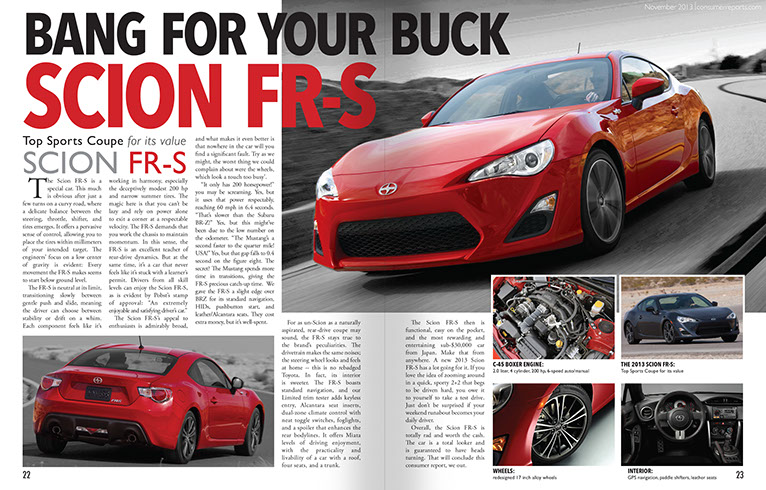 November 2013 |
BANG FOR YOUR BUCK
SCION FR-S
Top Sports Coupe for its value
SCION FR-S
The Scion FR-S is a
special car. This much
is obvious after just a
few turns on a curvy road, where
a delicate balance between the
steering, throttle, shifter, and
tires emerges. It offers a pervasive
sense of control, allowing you to
place the tires within millimeters
of your intended target. The
engineers' focus on a low center
of gravity is evident: Every
movement the FR-S makes seems
to start below ground level.
The FR-S is neutral at its limit,
transitioning slowly between
gentle push and slide, meaning
the driver can choose between
stability or drift on a whim.
Each component feels like it's
working in harmony, especially
the deceptively modest 200 hp
and narrow summer tires. The
magic here is that you can't be
lazy and rely on power alone
to exit a corner at a respectable
velocity. The FR-S demands that
you work the chassis to maintain
momentum. In this sense, the
FR-S is an excellent teacher of
rear-drive dynamics. But at the
same time, it's a car that never
feels like it's stuck with a learner's
permit. Drivers from all skill
levels can enjoy the Scion FR-S,
as is evident by Pobst's stamp
of approval: "An extremely
enjoyable and satisfying driver's car."
The Scion FR-S's appeal to
enthusiasts is admirably broad,
and what makes it even better is
that nowhere in the car will you
find a significant fault. Try as we
might, the worst thing we could
complain about were the wheels,
which look a touch too busy'.
"It only has 200 horsepower!"
you may be screaming. Yes, but
it uses that power respectably,
reaching 60 mph in 6.4 seconds.
"That's slower than the Subaru
BR-Z!" Yes, but this might've
been due to the low number on
the odometer. "The Mustang's a
second faster to the quarter mile!
USA!" Yes, but that gap falls to 0.4
second on the figure eight. The
secret? The Mustang spends more
time in transitions, giving the
FR-S precious catch-up time. We
gave the FR-S a slight edge over
BRZ for its standard navigation,
HIDs, push-button start, and
leather/Alcantara seats. They cost
extra money, but it's well-spent.
For as un-Scion as a naturally
aspirated, rear-drive coupe may
sound, the FR-S stays true to
the brand's peculiarities. The
drivetrain makes the same noises;
the steering wheel looks and feels
at home – this is no rebadged
Toyota. In fact, its interior
is sweeter. The FR-S boasts
standard navigation, and our
Limited trim tester adds keyless
entry, Alcantara seat inserts,
dual-zone climate control with
neat toggle switches, foglights,
and a spoiler that enhances the
rear bodylines. It offers Miata
levels of driving enjoyment,
with the practicality and
livability of a car with a roof,
four seats, and a trunk.
The Scion FR-S then is
functional, easy on the pocket,
and the most rewarding and
entertaining sub-$30,000 car
from Japan. Make that from
anywhere. A new 2013 Scion
FR-S has a lot going for it. If you
love the idea of zooming around
in a quick, sporty 2+2 that begs
to be driven hard, you owe it
to yourself to take a test drive.
Just don't be surprised if your
weekend runabout becomes your
daily driver.
Overall, the Scion FR-S is
totally rad and worth the cash.
The car is a total looker and
is guaranteed to have heads
turning. That will conclude this
consumer report, we out.
C-45 BOXER ENGINE:
2.0 liter, 4 cylinder, 200 hp, 6-speed auto/manual
THE 2013 SCION FR-S:
Top Sports Coupe for its value
WHEELS:
redesigned 17 inch alloy wheels
INTERIOR:
GPS navigation, paddle shifters, leather seats
22
23